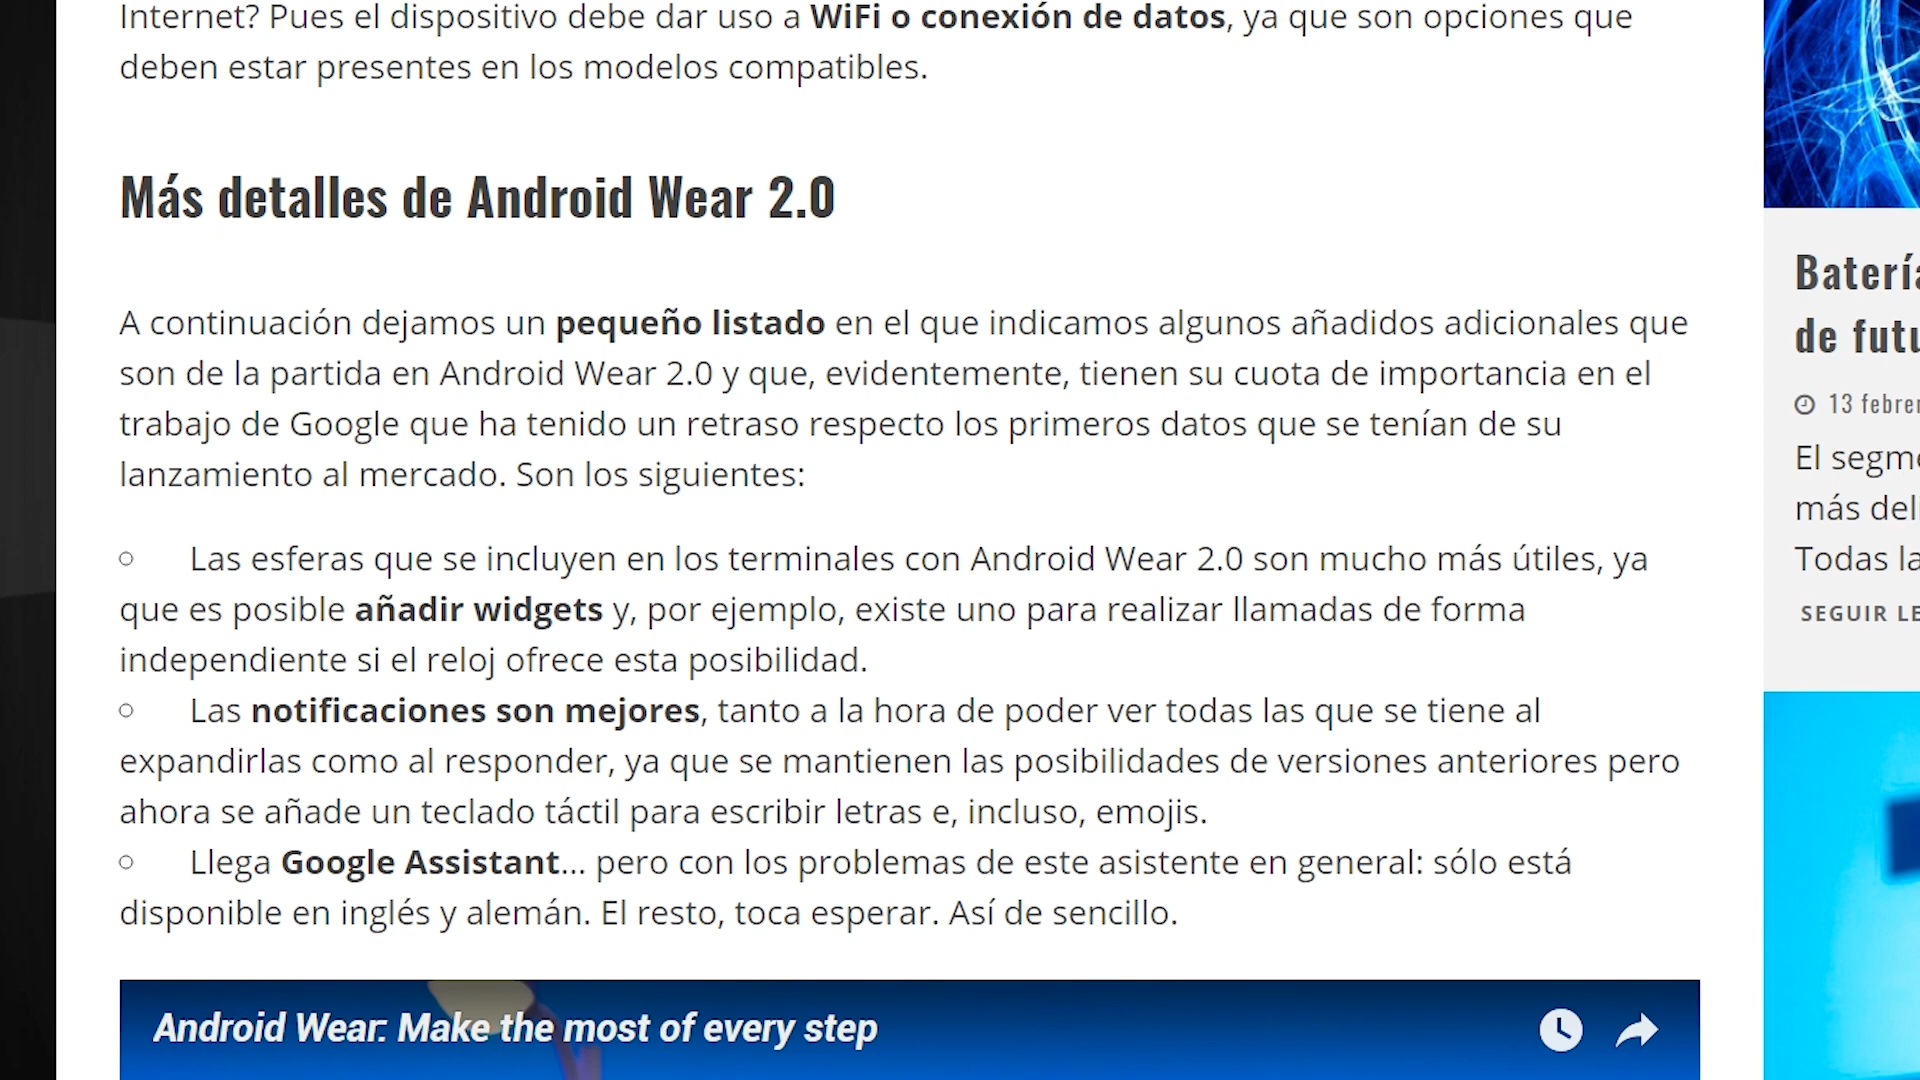 Internet? Pues el dispositivo debe dar uso a WiFi o conexión de datos, ya que son opciones que
deben estar presentes en los modelos compatibles.
Más detalles de Android Wear 2.0
A continuación dejamos un pequeño listado en el que indicamos algunos añadidos adicionales que
son de la partida en Android Wear 2.0 y que, evidentemente, tienen su cuota de importancia en el
trabajo de Google que ha tenido un retraso respecto los primeros datos que se tenían de su
lanzamiento al mercado. Son los siguientes:
Las esferas que se incluyen en los terminales con Android Wear 2.0 son mucho más útiles, ya
que es posible añadir widgets y, por ejemplo, existe uno para realizar llamadas de forma
independiente si el reloj ofrece esta posibilidad.
Las notificaciones son mejores, tanto a la hora de poder ver todas las que se tiene al
expandirlas como al responder, ya que se mantienen las posibilidades de versiones anteriores pero
ahora se añade un teclado táctil para escribir letras e, incluso, emojis.
Llega Google Assistant... pero con los problemas de este asistente en general: sólo está
disponible en inglés y alemán. El resto, toca esperar. Así de sencillo.
Android Wear: Make the most of every step
Batería
de futu
13 febrer
El segme
más deli
Todas la
SEGUIR LE